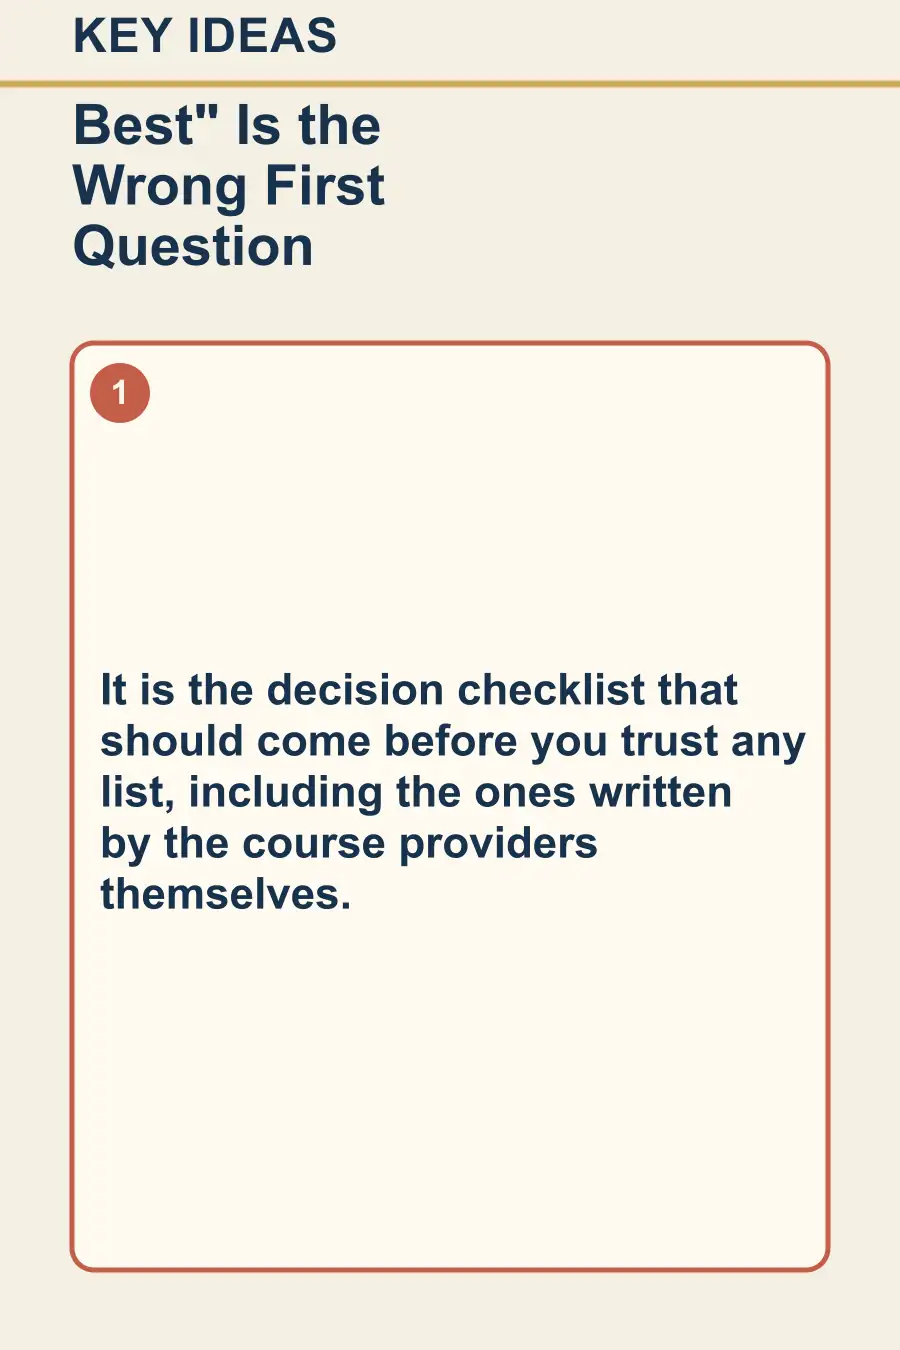 KEY IDEAS
Best" Is the
Wrong First
Question
1
It is the decision checklist that
should come before you trust any
list, including the ones written
by the course providers
themselves.